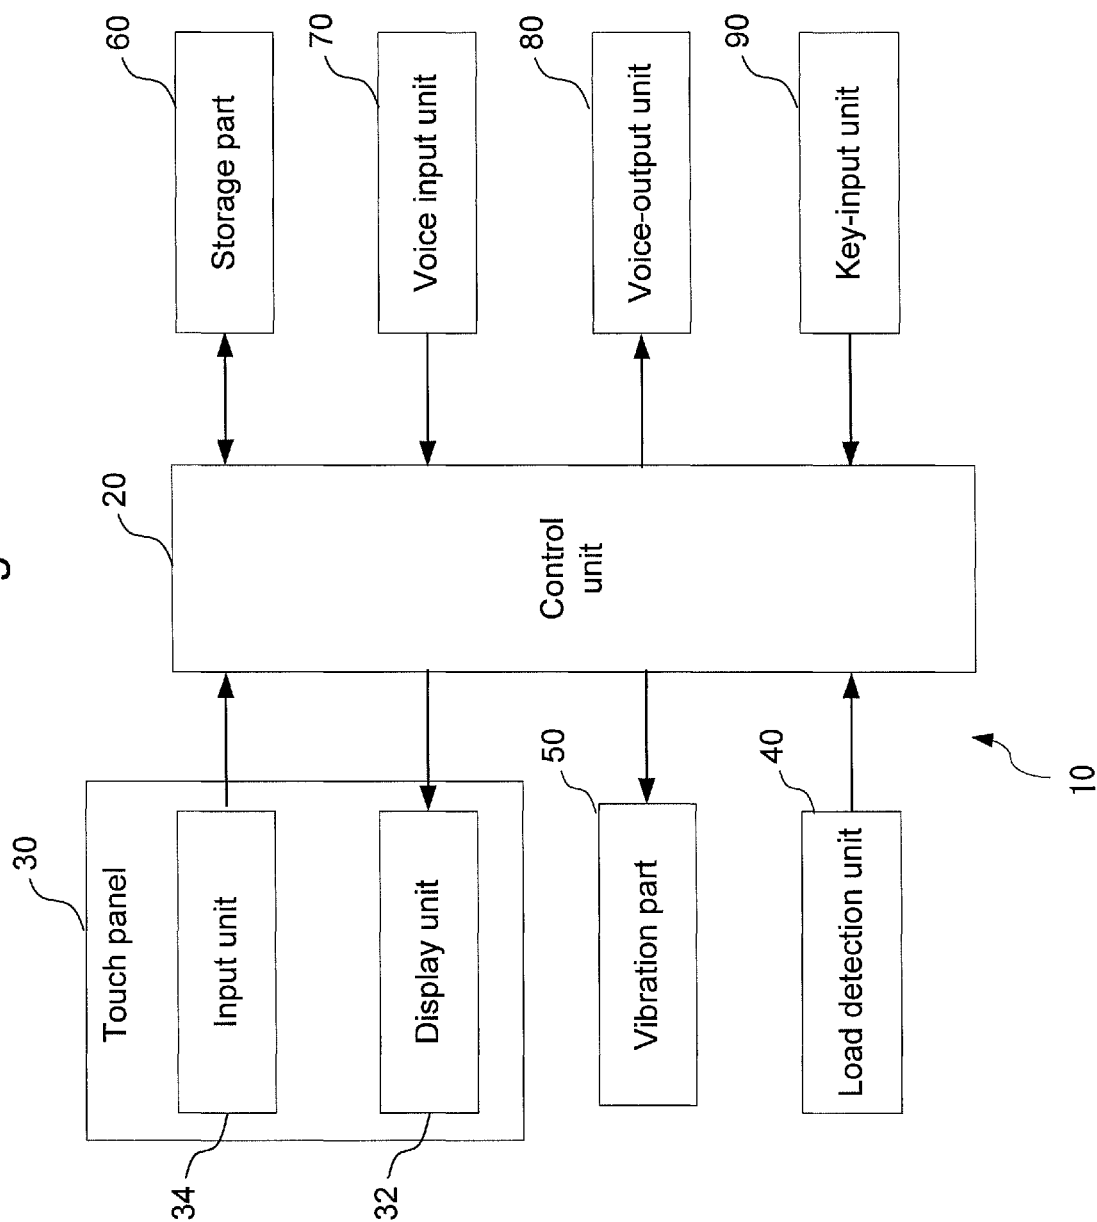 30
Touch panel
34
Input unit
32
Display unit
50
Vibration part
40
Load detection unit
20
Control
unit
60
Storage part
70
Voice input unit
80
Voice-output unit
90
Key-input unit
10